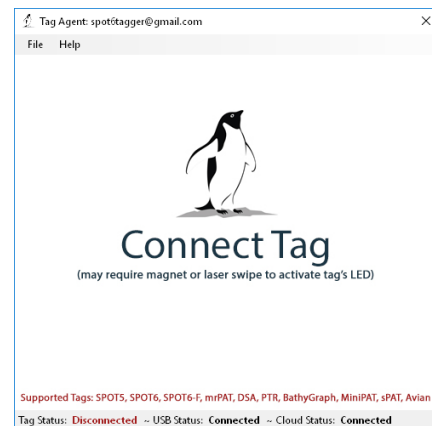 Tag Agent: spot6tagger@gmail.com
File Help
Connect Tag
(may require magnet or laser swipe to activate tag's LED)
Supported Tags: SPOT5, SPOT6, SPOT6-F, mrPAT, DSA, PTR, BathyGraph, MiniPAT, sPAT, Avian
Tag Status: Disconnected ~ USB Status: Connected ~ Cloud Status: Connected